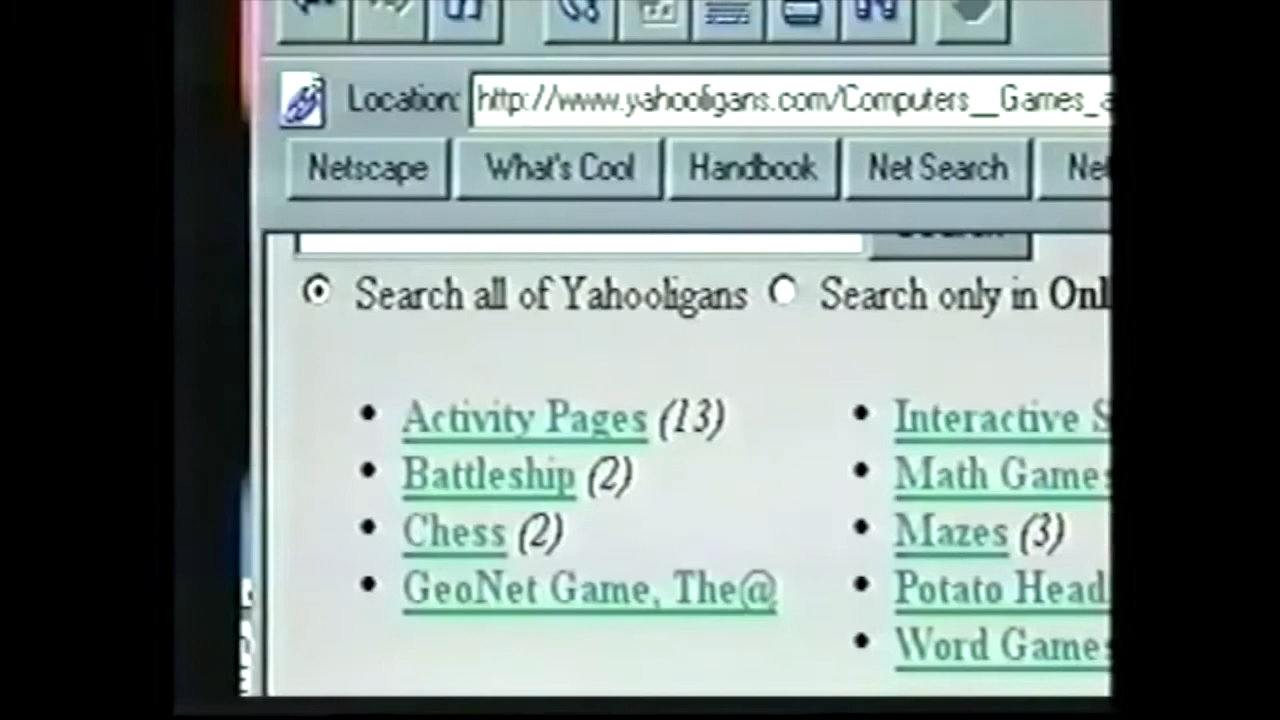 Location: http://www.yahooligans.com/Computers__Games_a
Netscape What's Cool Handbook Net Search Net
Search
Search all of Yahooligans Search only in Onl
Activity Pages (13)
Battleship (2)
Chess (2)
GeoNet Game, The@
Interactive S
Math Games
Mazes (3)
Potato Head
Word Games